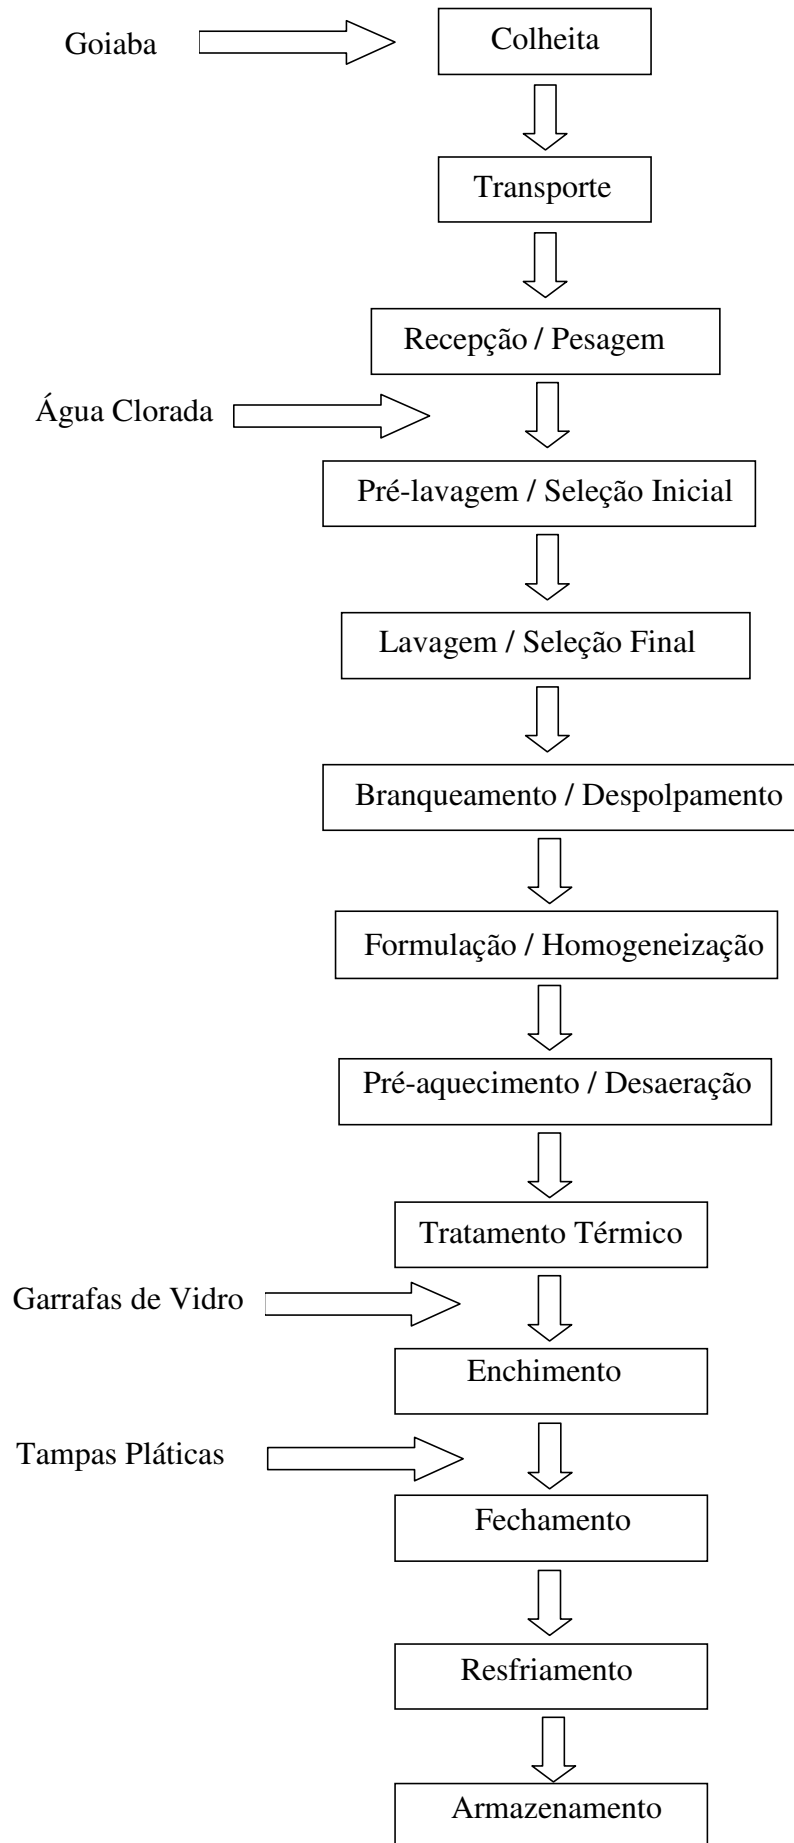 Goiaba
Colheita
Transporte
Recepção / Pesagem
Água Clorada
Pré-lavagem / Seleção Inicial
Lavagem / Seleção Final
Branqueamento / Despolpamento
Formulação / Homogeneização
Pré-aquecimento / Desaeração
Tratamento Térmico
Garrafas de Vidro
Enchimento
Tampas Pláticas
Fechamento
Resfriamento
Armazenamento